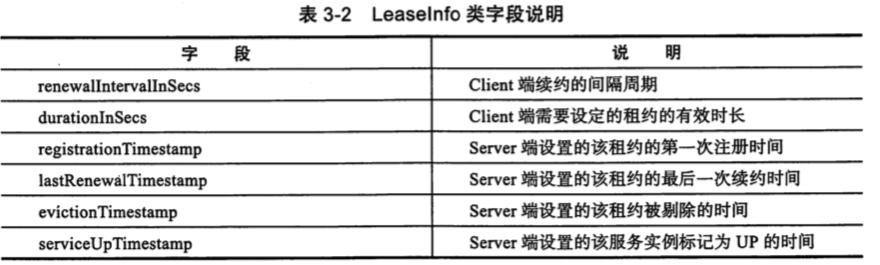 表 3-2 LeaseInfo 类字段说明
字 段 说 明
renewalIntervalInSecs Client 端续约的间隔周期
durationInSecs Client 端需要设定的租约的有效时长
registrationTimestamp Server 端设置的该租约的第一次注册时间
lastRenewalTimestamp Server 端设置的该租约的最后一次续约时间
evictionTimestamp Server 端设置的该租约被剔除的时间
serviceUpTimestamp Server 端设置的该服务实例标记为 UP 的时间